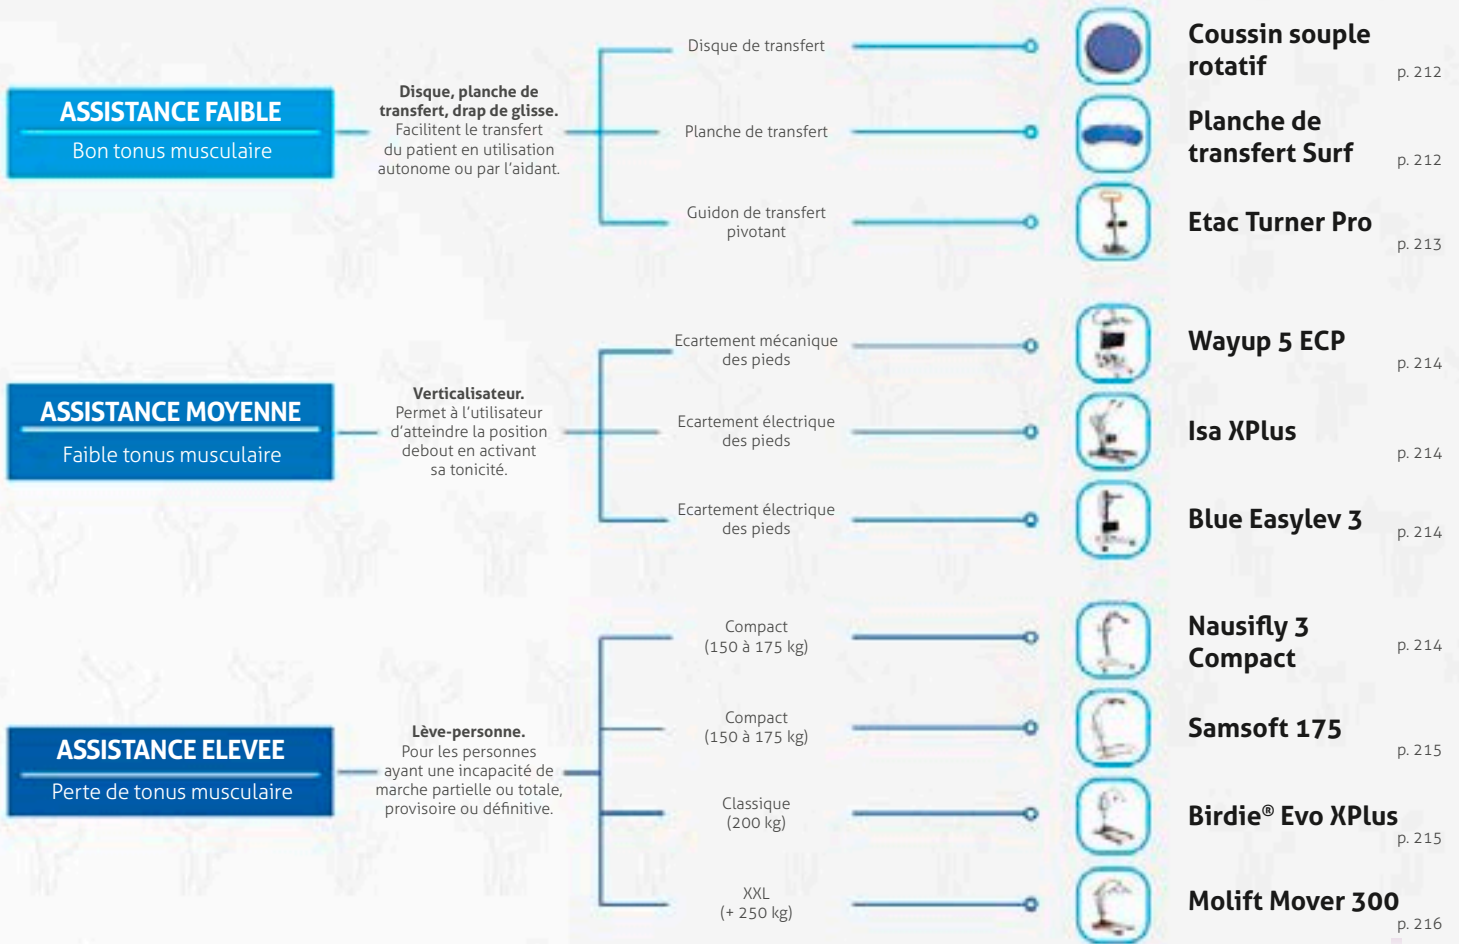 ASSISTANCE FAIBLE
Bon tonus musculaire
Disque, planche de
transfert, drap de glisse.
Facilitent le transfert
du patient en utilisation
autonome ou par l'aidant.
Disque de transfert
Coussin souple
rotatif
p. 212
Planche de transfert
Planche de
transfert Surf
p. 212
Guidon de transfert
pivotant
Etac Turner Pro
p. 213
ASSISTANCE MOYENNE
Faible tonus musculaire
Verticalisateur.
Permet à l'utilisateur
d'atteindre la position
debout en activant
sa tonicité.
Ecartement mécanique
des pieds
Wayup 5 ECP
p. 214
Ecartement électrique
des pieds
Isa XPlus
p. 214
Ecartement électrique
des pieds
Blue Easylev 3
p. 214
ASSISTANCE ELEVEE
Perte de tonus musculaire
Lève-personne.
Pour les personnes
ayant une incapacité de
marche partielle ou totale,
provisoire ou définitive.
Compact
(150 à 175 kg)
Nausifly 3
Compact
p. 214
Compact
(150 à 175 kg)
Samsoft 175
p. 215
Classique
(200 kg)
Birdie® Evo XPlus
p. 215
XXL
(+ 250 kg)
Molift Mover 300
p. 216